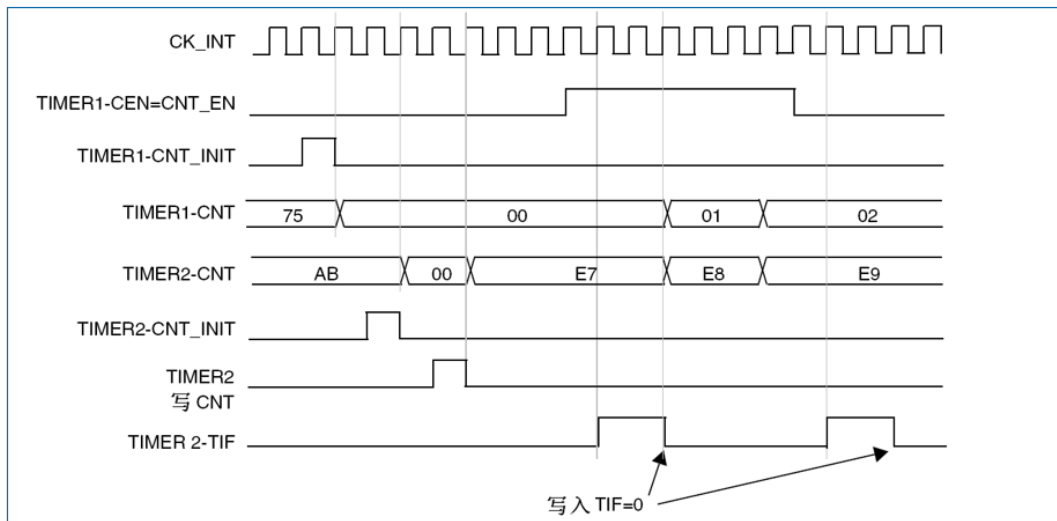 CK_INT
TIMER1-CEN=CNT_EN
TIMER1-CNT_INIT
TIMER1-CNT 75 00 01 02
TIMER2-CNT AB 00 E7 E8 E9
TIMER2-CNT_INIT
TIMER2
写 CNT
TIMER 2-TIF
写入 TIF=0